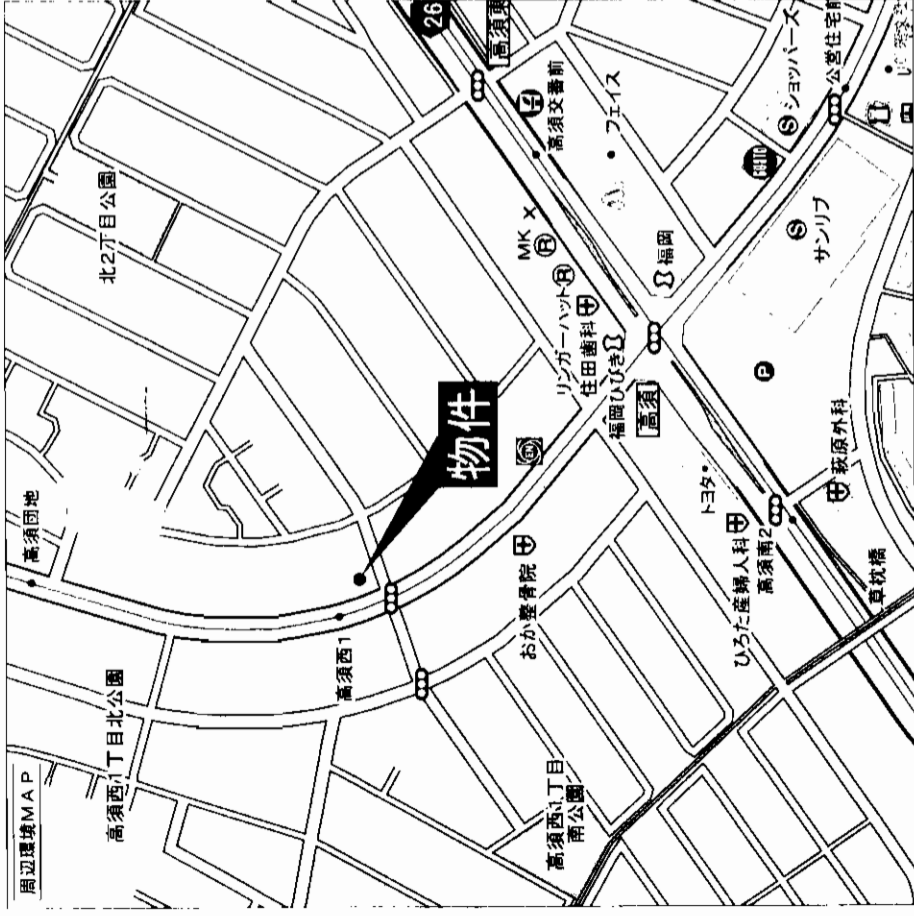 周辺環境MAP
高須団地
北2丁目公園
26
高須東
高須西1丁目北公園
高須西1
物件
MK
R
リンガーハット
R
住田歯科
福岡ひびき
高須
福岡
高須交番前
フェイス
S ショッパーズ
公営住宅前
S
サンリブ
P
おか整骨院
トヨタ
ひろた産婦人科
高須南2
萩原外科
草枕橋
高須西1丁目
南公園